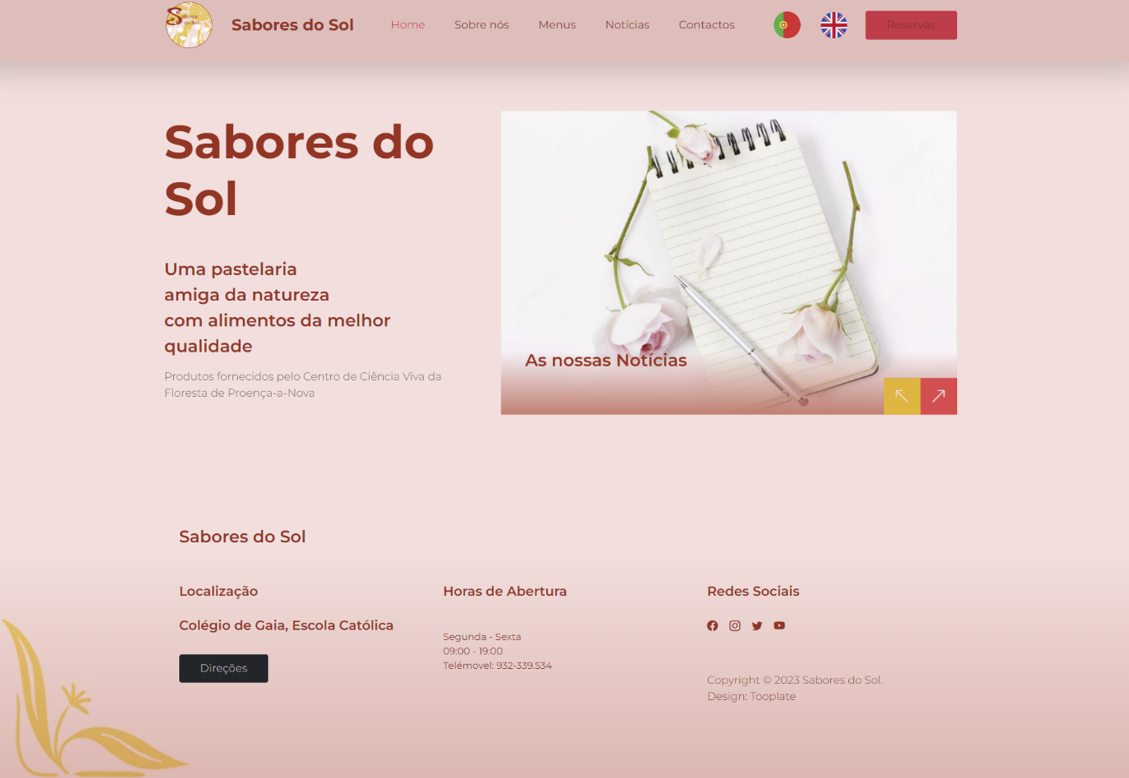 Sabores do Sol
Home
Sobre nós
Menus
Notícias
Contactos
Reservas
Sabores do
Sol
Uma pastelaria
amiga da natureza
com alimentos da melhor
qualidade
Produtos fornecidos pelo Centro de Ciência Viva da
Floresta de Proença-a-Nova
As nossas Notícias
Sabores do Sol
Localização
Colégio de Gaia, Escola Católica
Direções
Horas de Abertura
Segunda - Sexta
09:00 - 19:00
Telémovel: 932-339.534
Redes Sociais
Copyright © 2023 Sabores do Sol.
Design: Tooplate